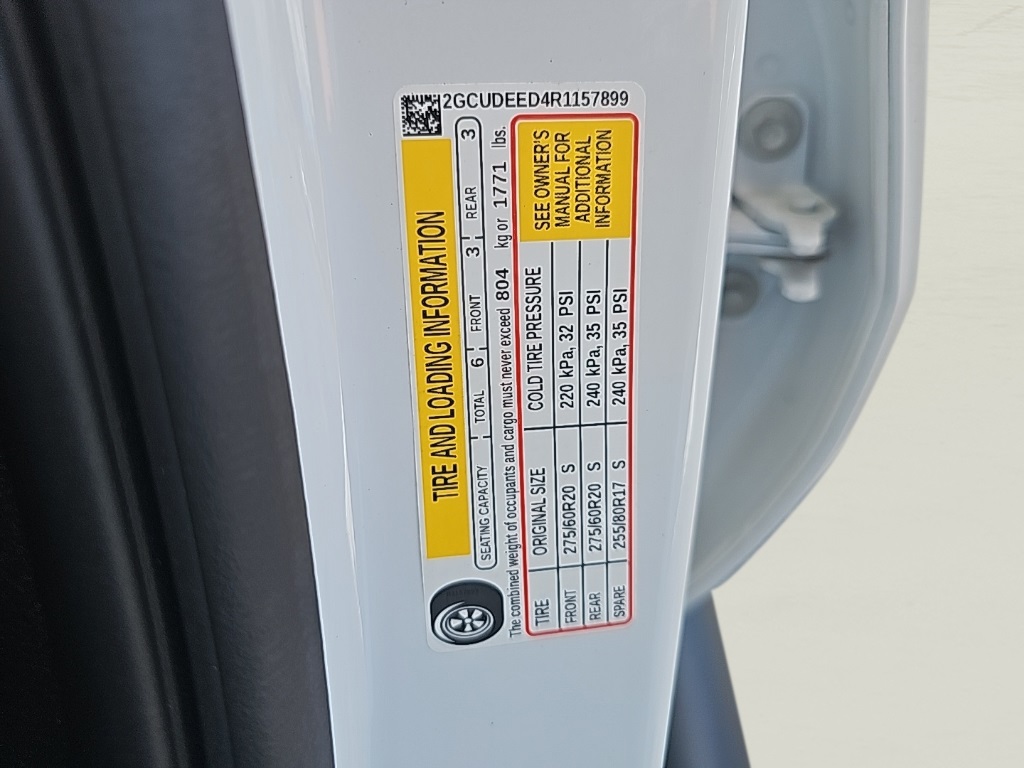 2GCUDEED4R1157899
TIRE AND LOADING INFORMATION
SEATING CAPACITY TOTAL 6 FRONT 3 REAR 3
The combined weight of occupants and cargo must never exceed 804 kg or 1771 lbs.
TIRE ORIGINAL SIZE COLD TIRE PRESSURE
FRONT 275/60R20 S 220 kPa, 32 PSI
REAR 275/60R20 S 240 kPa, 35 PSI
SPARE 255/80R17 S 240 kPa, 35 PSI
SEE OWNER'S
MANUAL FOR
ADDITIONAL
INFORMATION